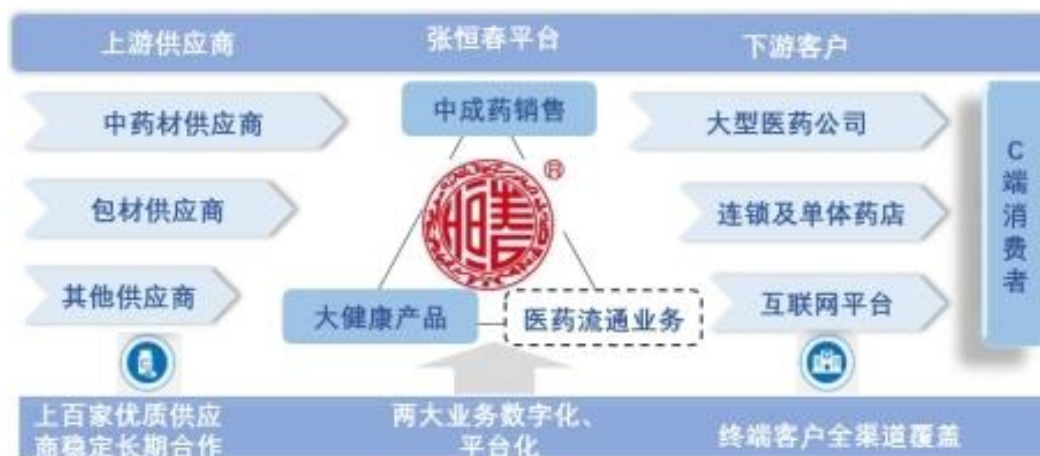 上游供应商
张恒春平台
下游客户
中药材供应商
包材供应商
其他供应商
中成药销售
恒春
®
大健康产品
医药流通业务
大型医药公司
连锁及单体药店
互联网平台
C端消费者
上百家优质供应
商稳定长期合作
两大业务数字化、
平台化
终端客户全渠道覆盖